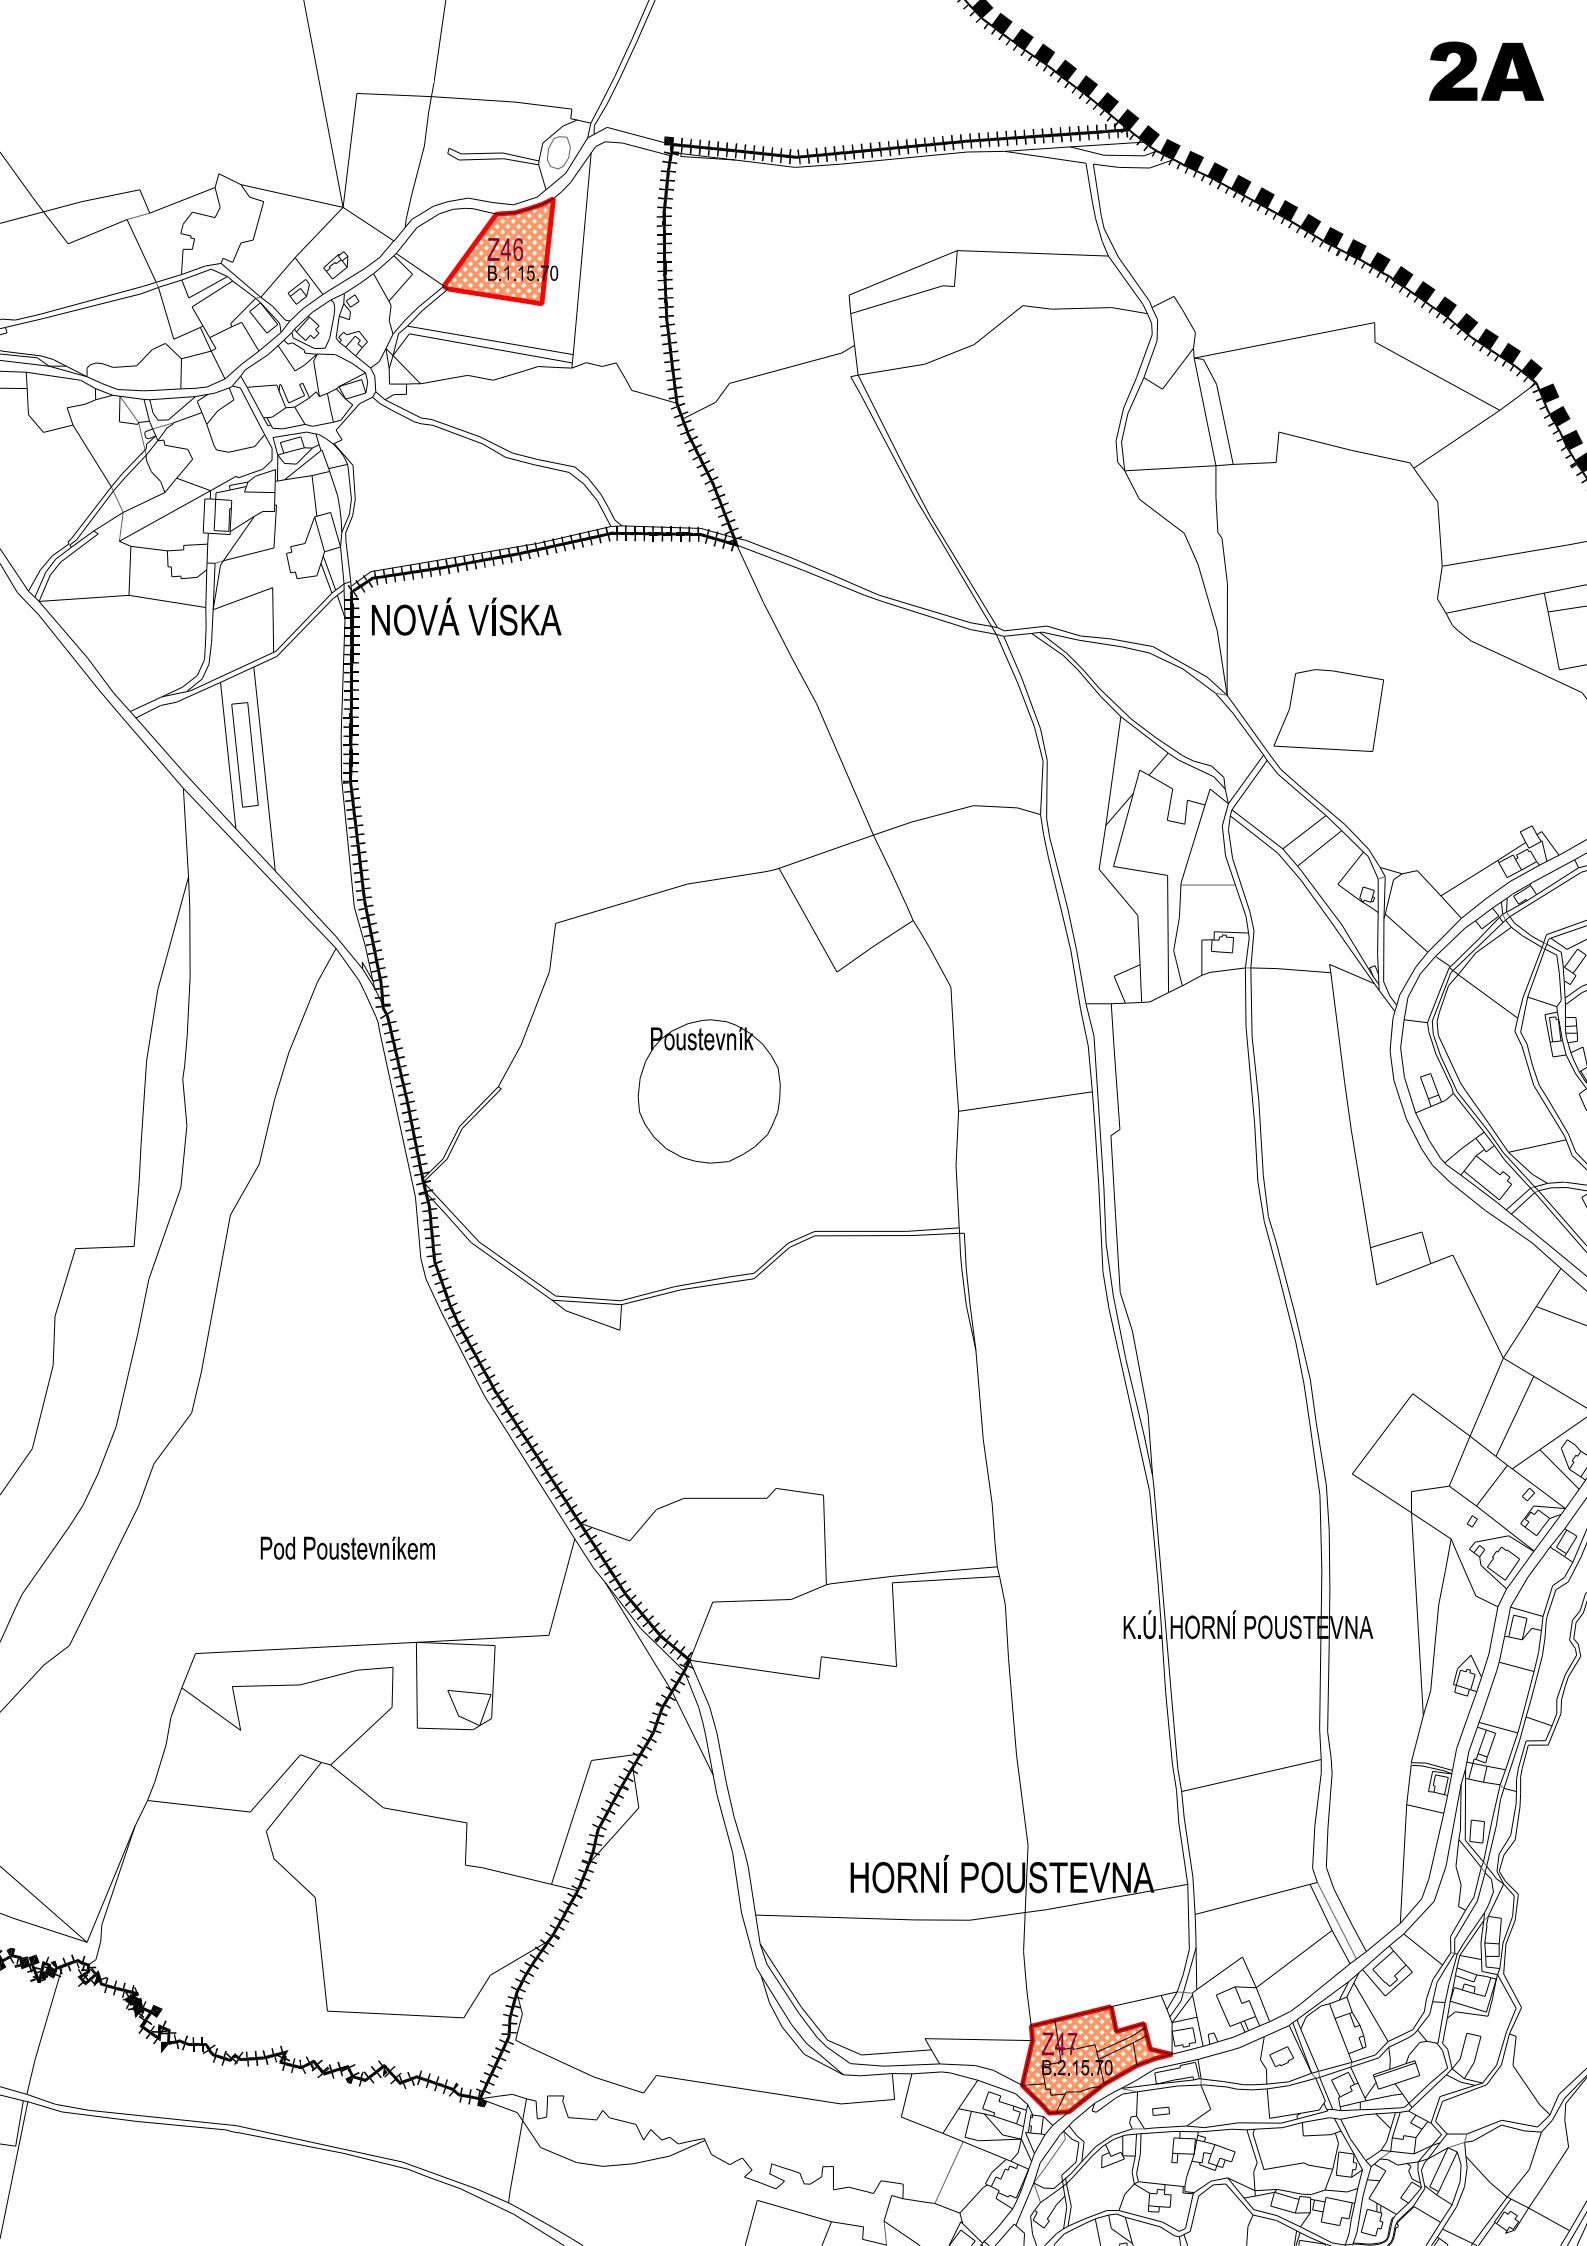 2A
Z46
B.1.15.70
NOVÁ VÍSKA
Poustevník
Pod Poustevníkem
K.Ú. HORNÍ POUSTEVNA
HORNÍ POUSTEVNA
Z47
B.2.15.70